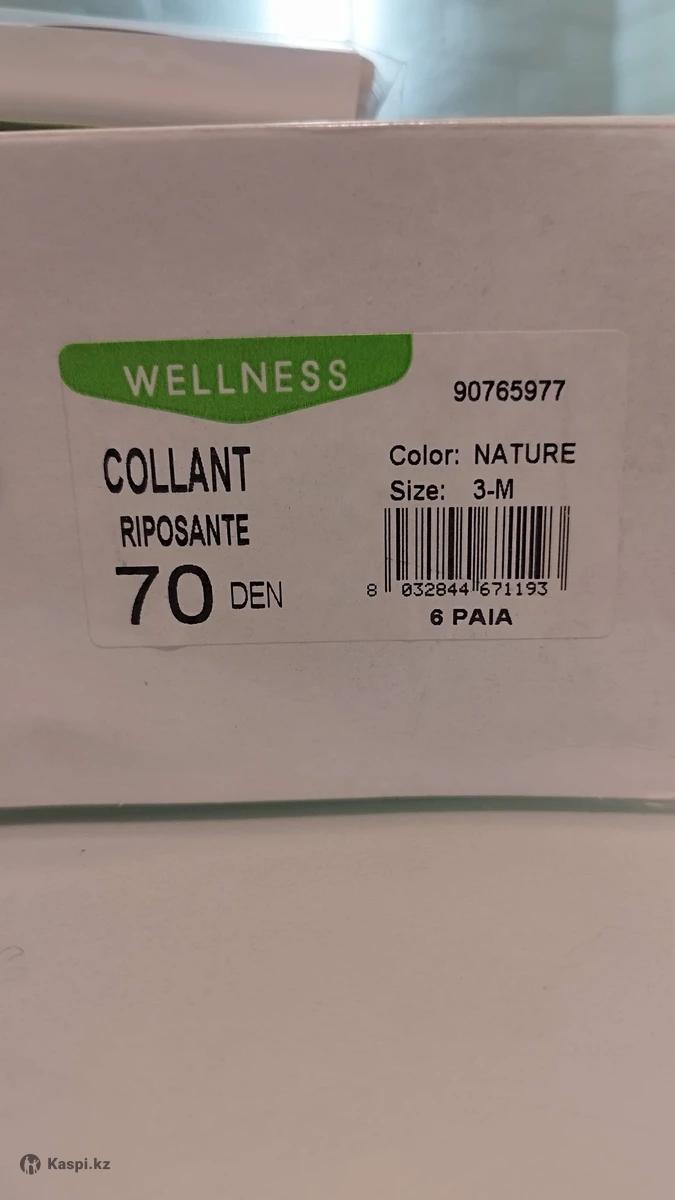 WELLNESS
90765977
COLLANT
RIPOSANTE
70 DEN
Color: NATURE
Size: 3-M
8 032844 671193
6 PAIA
Kaspi.kz